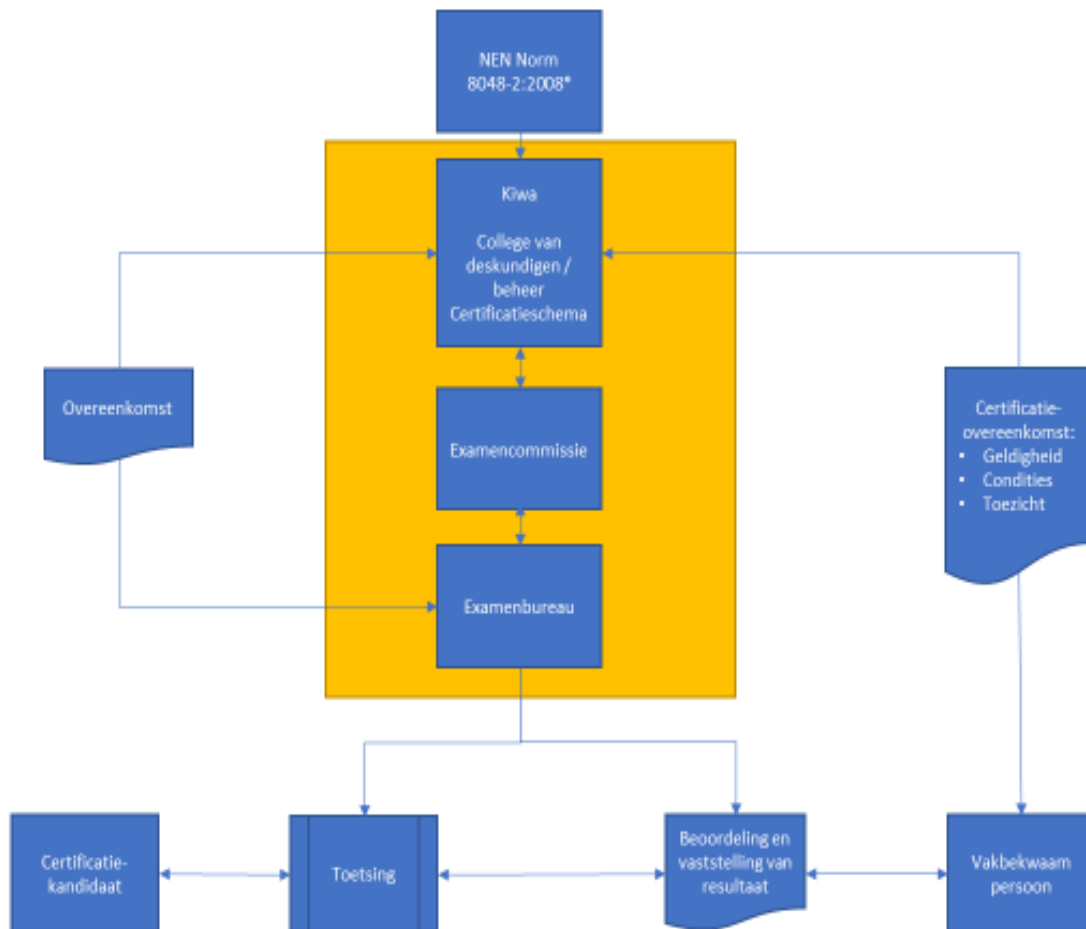 NEN Norm
8048-2:2008*
Kiwa
College van
deskundigen /
beheer
Certificatieschema
Overeenkomst
Certificatie-
overeenkomst:
• Geldigheid
• Condities
• Toezicht
Examencommissie
Examenbureau
Certificatie-
kandidaat
Toetsing
Beoordeling en
vaststelling van
resultaat
Vakbekwaam
persoon